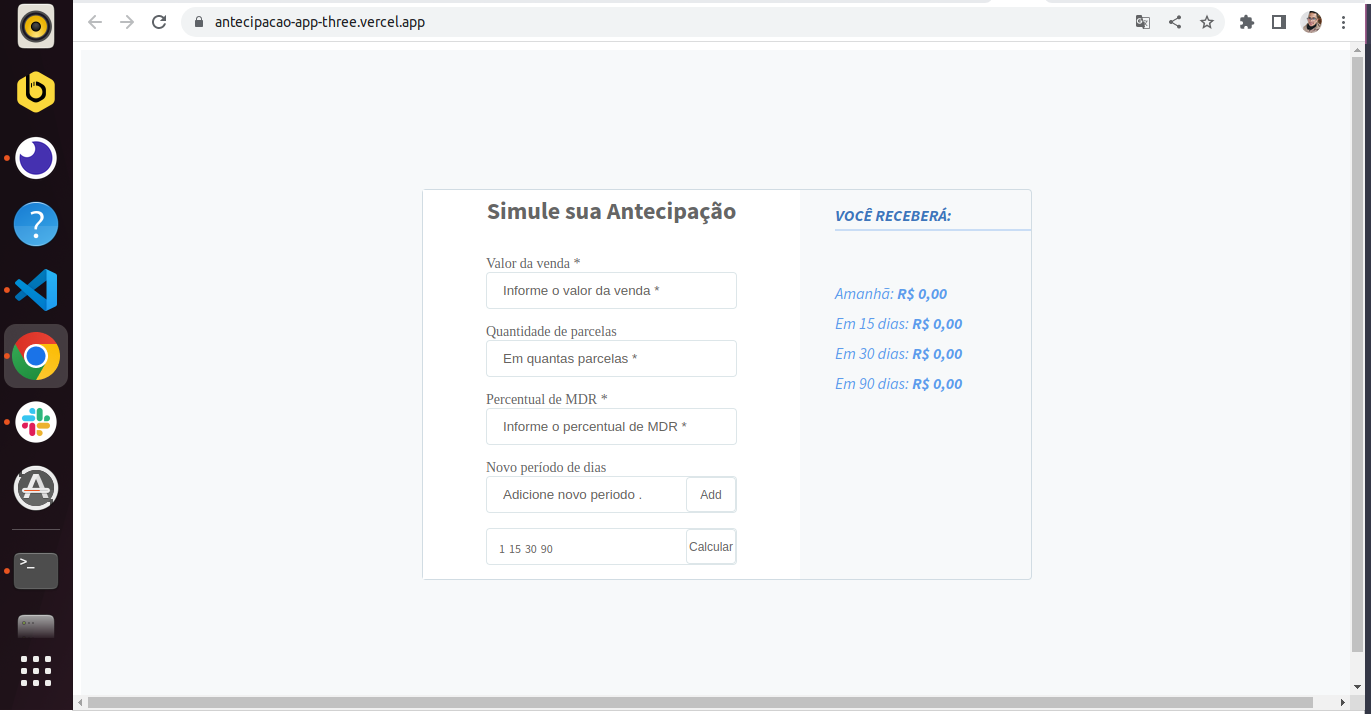 antecipacao-app-three.vercel.app
Simule sua Antecipação
Valor da venda *
Informe o valor da venda *
Quantidade de parcelas
Em quantas parcelas *
Percentual de MDR *
Informe o percentual de MDR *
Novo período de dias
Adicione novo periodo .
Add
1 15 30 90
Calcular
VOCÊ RECEBERÁ:
Amanhã: R$ 0,00
Em 15 dias: R$ 0,00
Em 30 dias: R$ 0,00
Em 90 dias: R$ 0,00